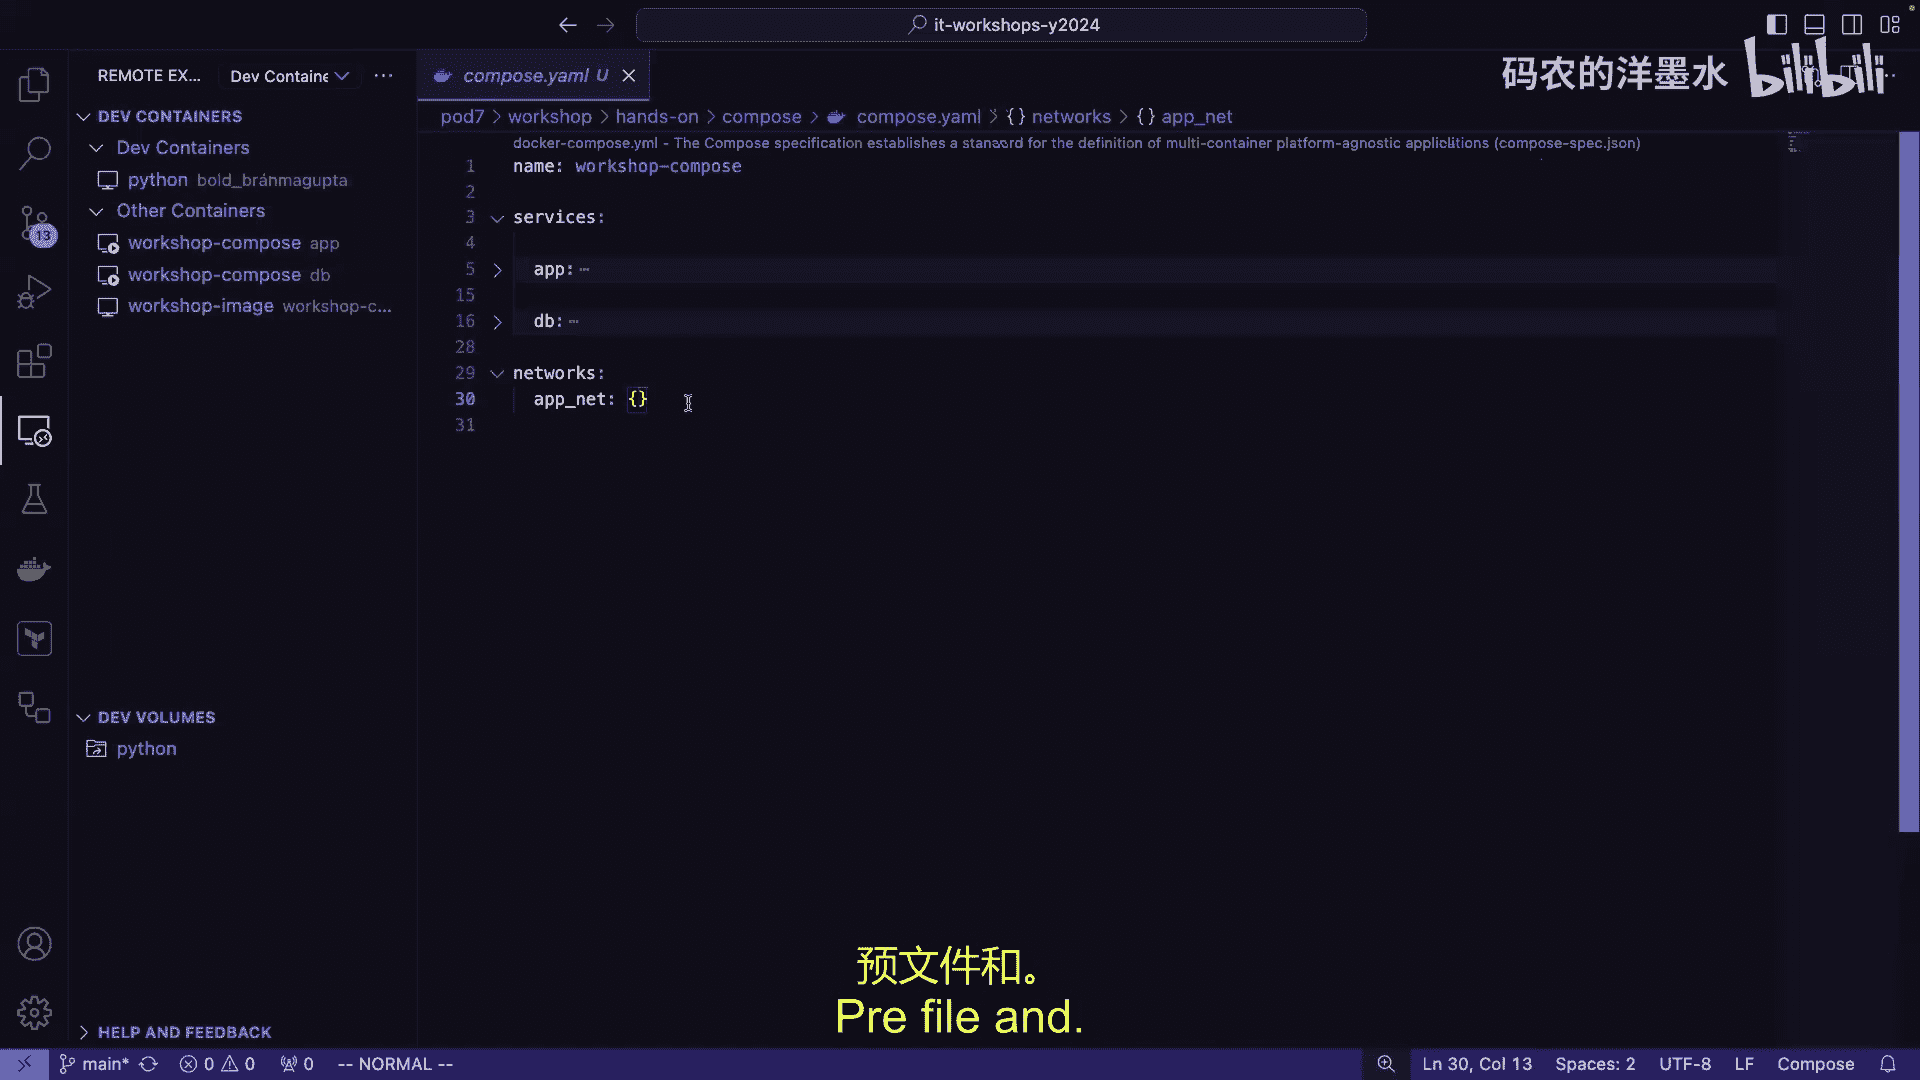 it-workshops-y2024
码农的洋墨水 bilibili
REMOTE EX... Dev Containe ···
compose.yaml U
pod7 > workshop > hands-on > compose > compose.yaml > {} networks > {} app_net
DEV CONTAINERS
Dev Containers
python bold_bránmagupta
Other Containers
workshop-compose app
workshop-compose db
workshop-image workshop-c...
docker-compose.yml - The Compose specification establishes a standard for the definition of multi-container platform-agnostic applications (compose-spec.json)
1 name: workshop-compose
2
3 services:
4
5 app: ···
15
16 db: ···
28
29 networks:
30 app_net: {}
31
13
DEV VOLUMES
python
预文件和。
Pre file and.
HELP AND FEEDBACK
main* 0 0 0 -- NORMAL -- Ln 30, Col 13 Spaces: 2 UTF-8 LF Compose